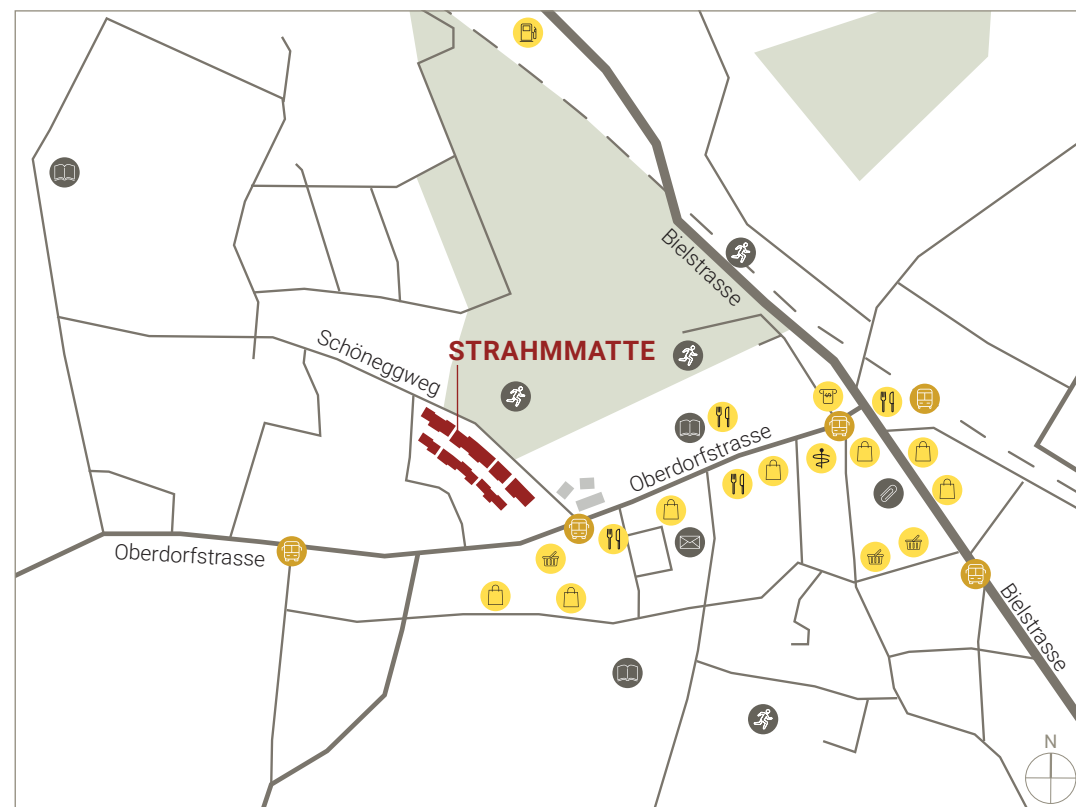 Bielstrasse
Schöneggweg
STRAHMMATTE
Oberdorfstrasse
Oberdorfstrasse
Bielstrasse
N